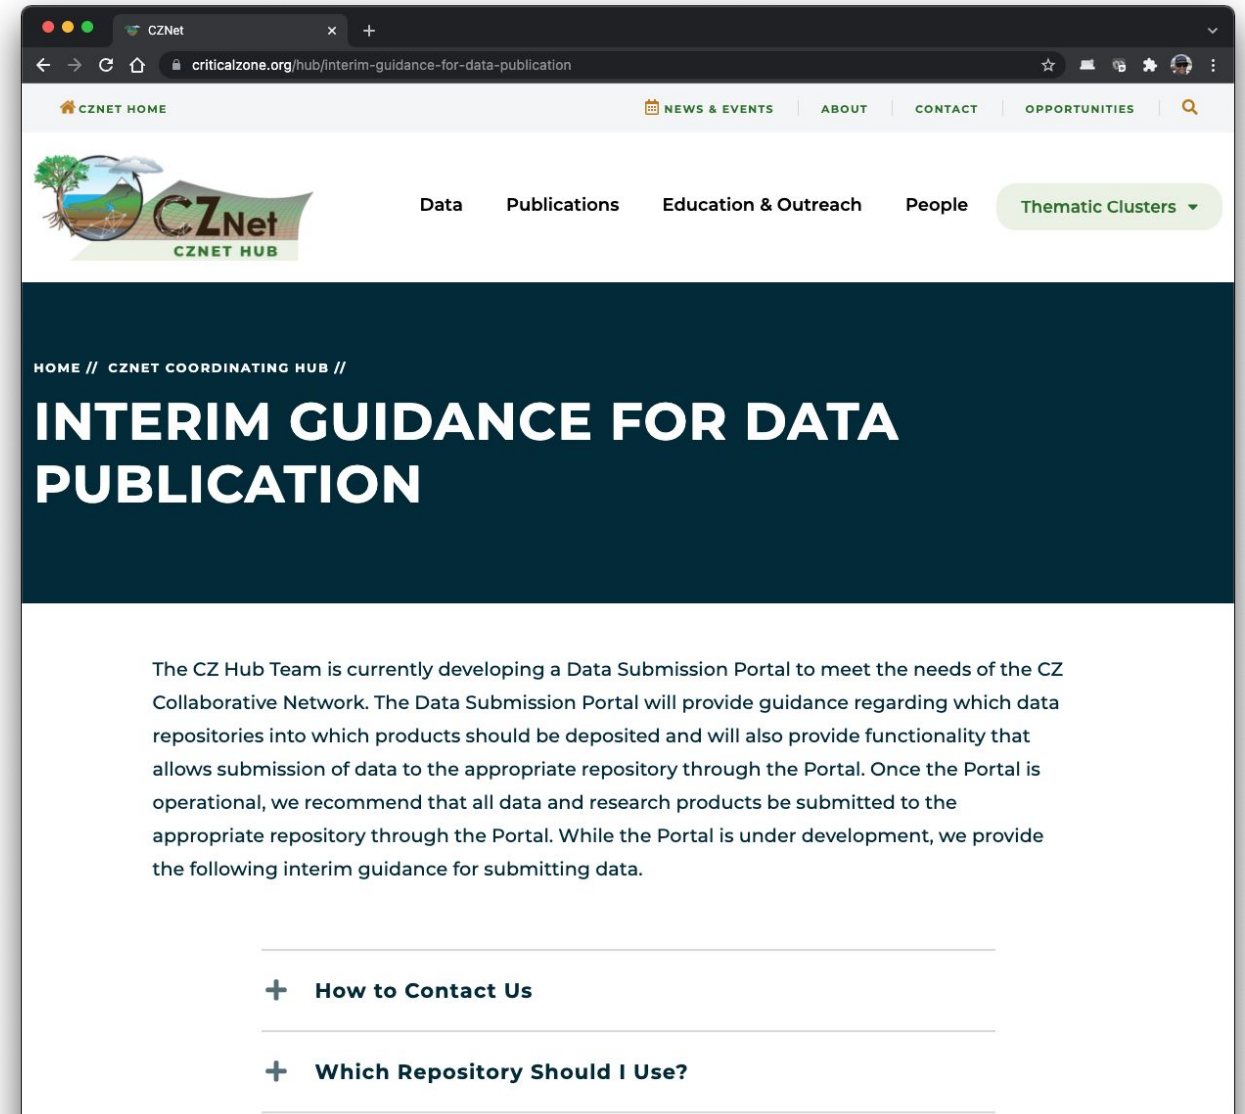 CZNet
criticalzone.org/hub/interim-guidance-for-data-publication
CZNET HOME
NEWS & EVENTS
ABOUT
CONTACT
OPPORTUNITIES
CZNet
CZNET HUB
Data
Publications
Education & Outreach
People
Thematic Clusters
HOME // CZNET COORDINATING HUB //
INTERIM GUIDANCE FOR DATA
PUBLICATION
The CZ Hub Team is currently developing a Data Submission Portal to meet the needs of the CZ
Collaborative Network. The Data Submission Portal will provide guidance regarding which data
repositories into which products should be deposited and will also provide functionality that
allows submission of data to the appropriate repository through the Portal. Once the Portal is
operational, we recommend that all data and research products be submitted to the
appropriate repository through the Portal. While the Portal is under development, we provide
the following interim guidance for submitting data.
How to Contact Us
Which Repository Should I Use?